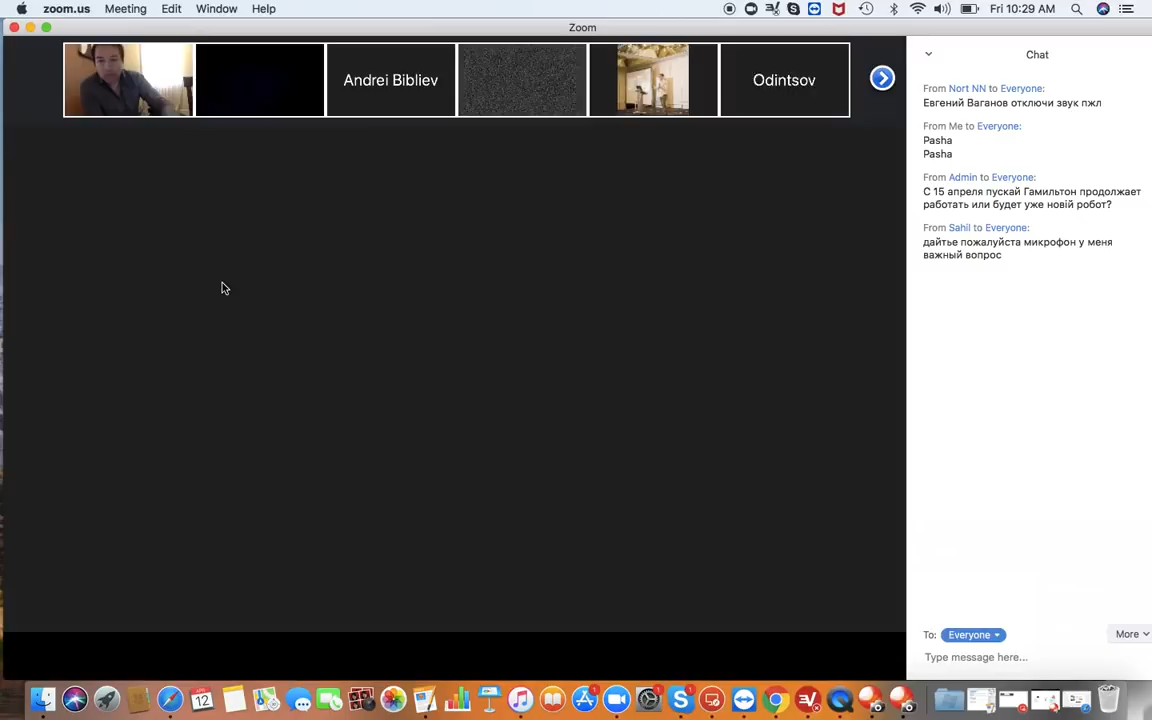 zoom.us Meeting Edit Window Help Fri 10:29 AM
Zoom
Andrei Bibliev
Odintsov
Chat
From Nort NN to Everyone:
Евгений Ваганов отключи звук пжл
From Me to Everyone:
Pasha
Pasha
From Admin to Everyone:
С 15 апреля пускай Гамильтон продолжает
работать или будет уже новій робот?
From Sahil to Everyone:
дайтье пожалуйста микрофон у меня
важный вопрос
To: Everyone More
Type message here...
APR
12